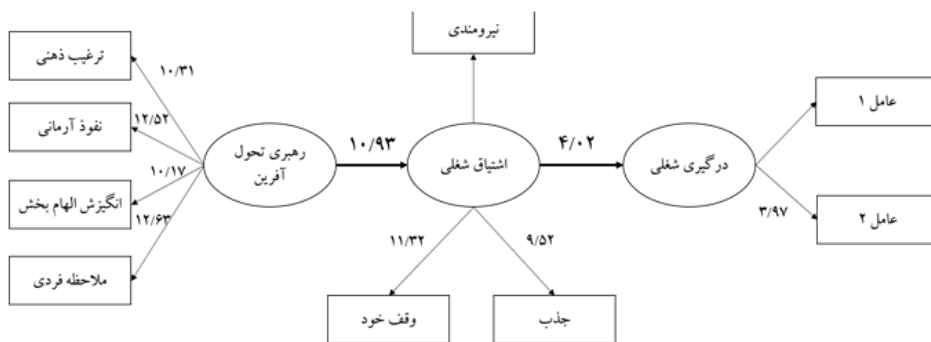 نیرومندی
ترغیب ذهنی
۱۰/۳۱
عامل ۱
نفوذ آرمانی
۱۲/۵۲
رهبری تحول
آفرین
۱۰/۹۳
اشتیاق شغلی
۴/۰۲
درگیری شغلی
۱۰/۱۷
انگیزش الهام بخش
۱۲/۶۳
۳/۹۷
عامل ۲
۱۱/۳۲
۹/۵۲
ملاحظه فردی
وقف خود
جذب